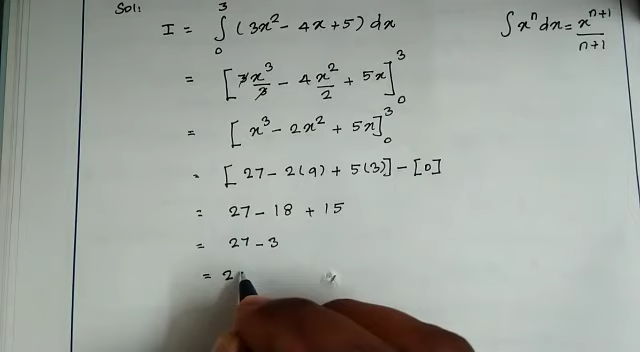 Sol:
I = ∫₀³ (3x² - 4x + 5) dx
∫xⁿ dx = xⁿ⁺¹/n+1
= [3x³/3 - 4x²/2 + 5x]₀³
= [x³ - 2x² + 5x]₀³
= [27 - 2(9) + 5(3)] - [0]
= 27 - 18 + 15
= 27 - 3
= 2